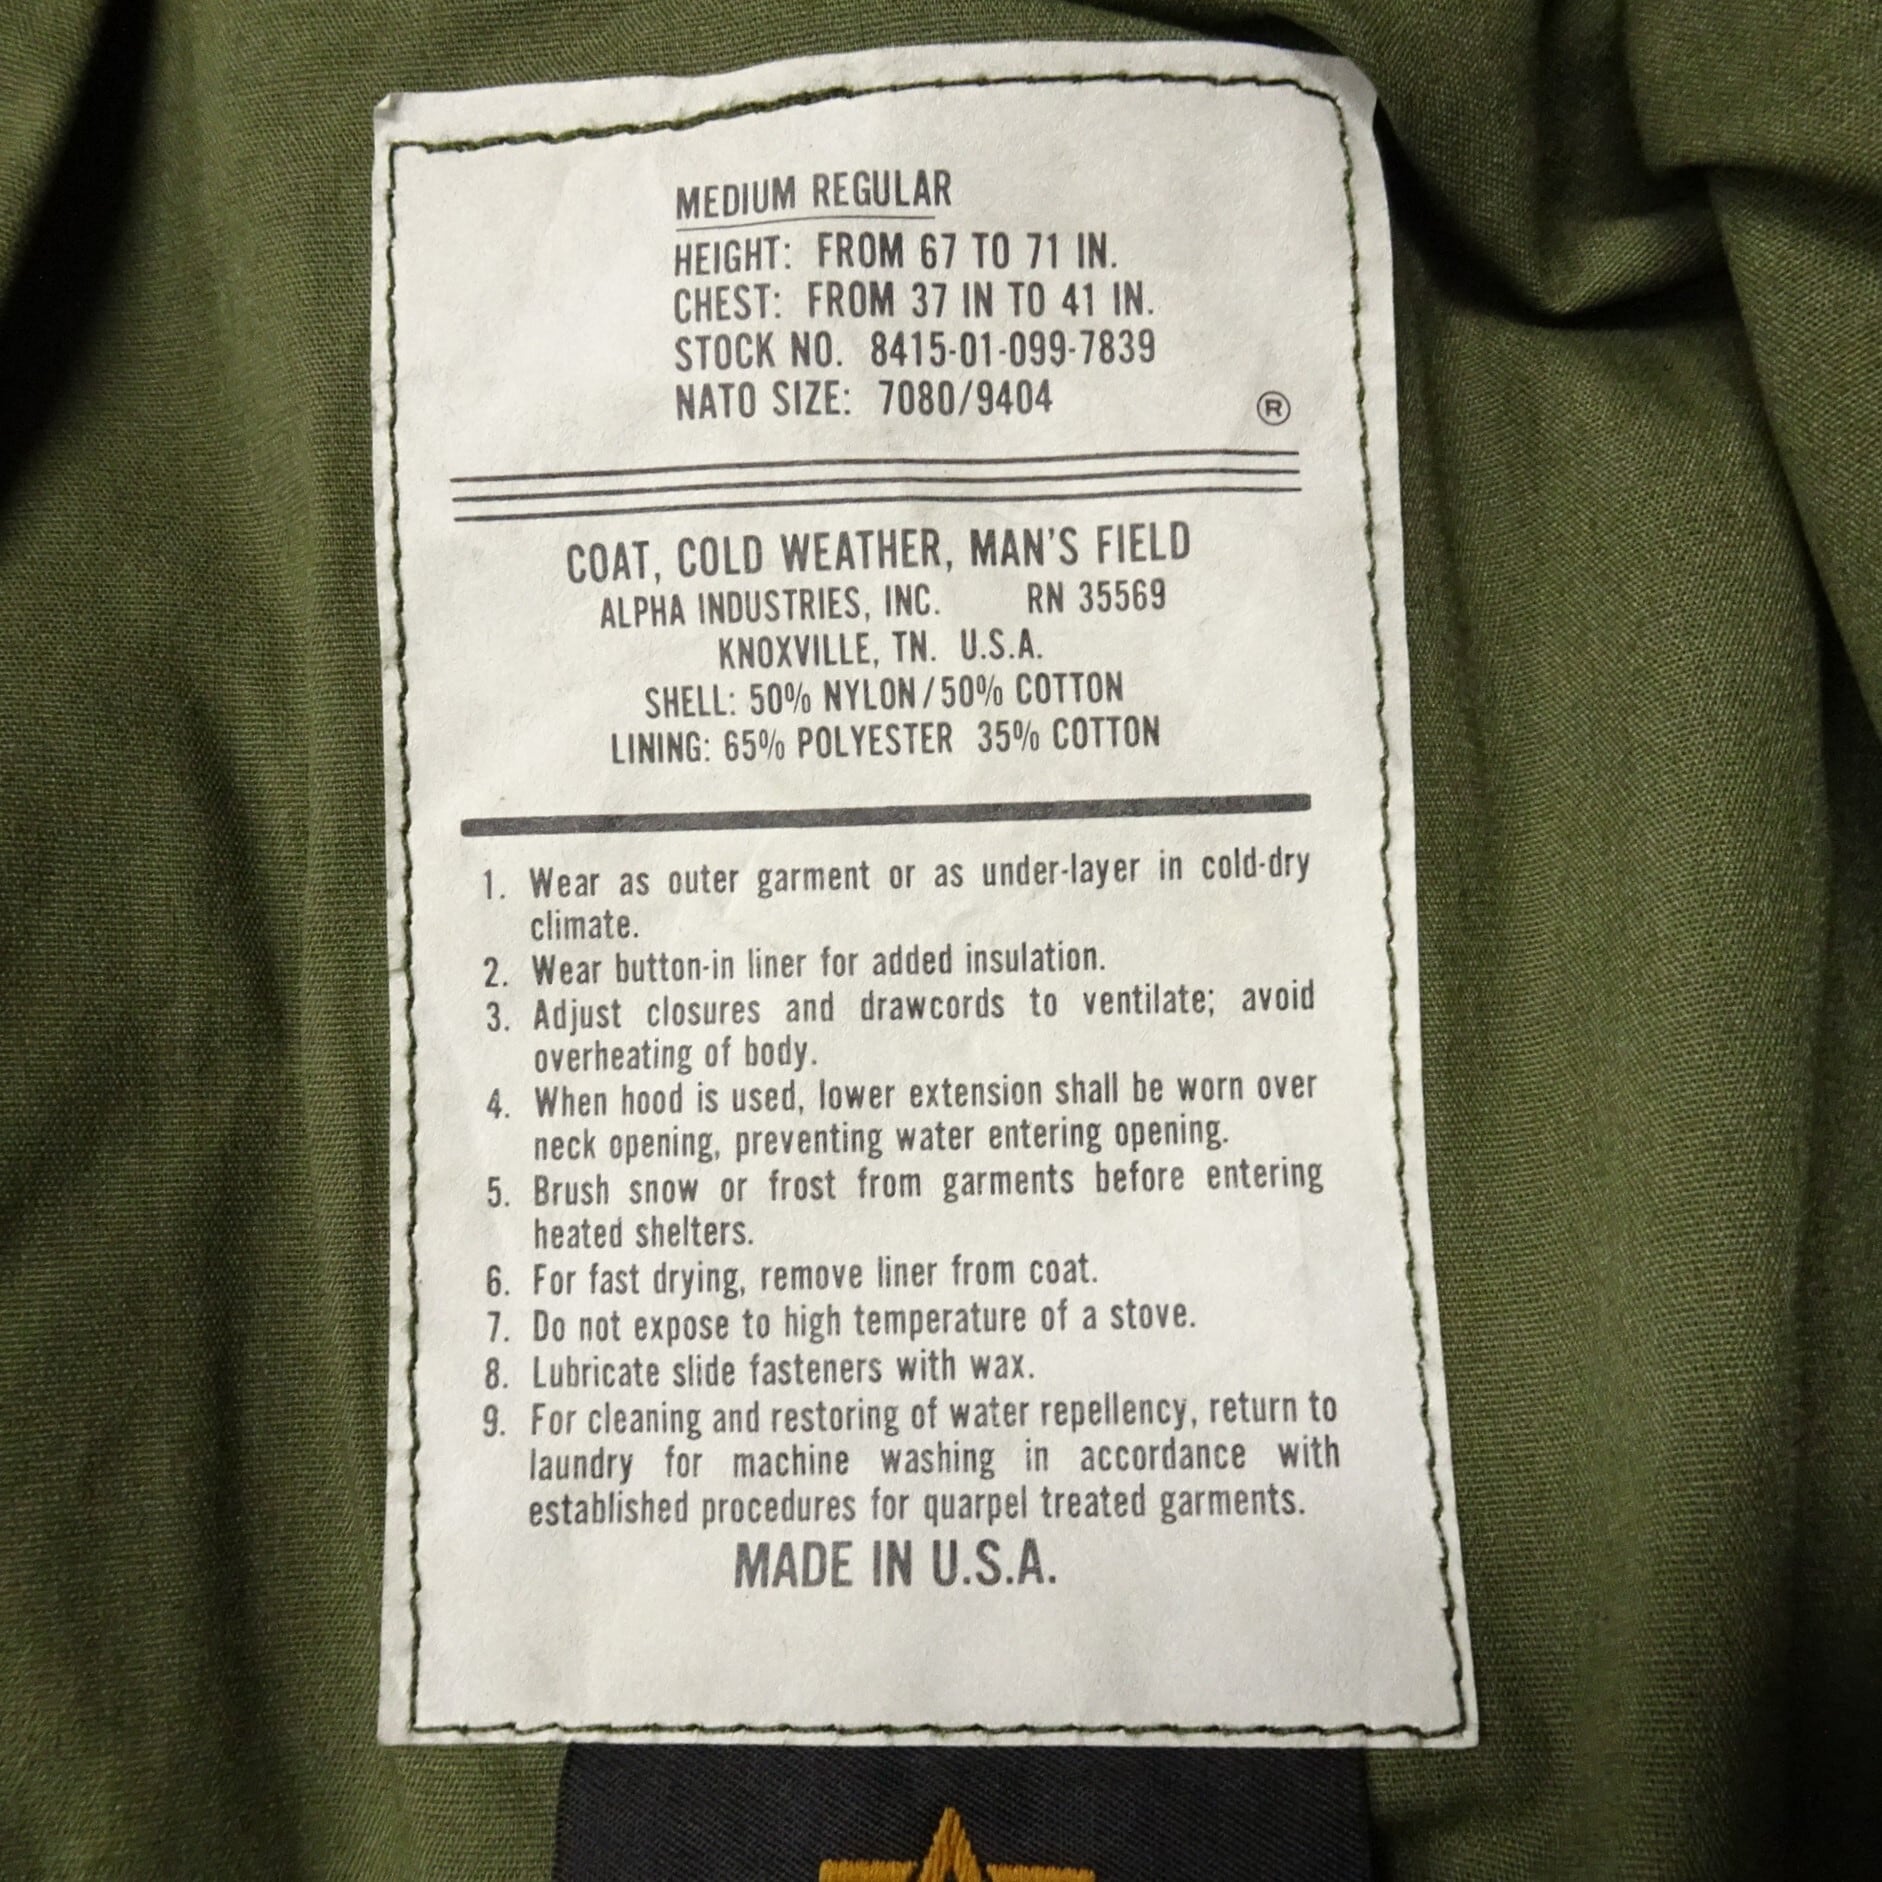 MEDIUM REGULAR
HEIGHT: FROM 67 TO 71 IN.
CHEST: FROM 37 IN TO 41 IN.
STOCK NO. 8415-01-099-7839
NATO SIZE: 7080/9404
®
COAT, COLD WEATHER, MAN'S FIELD
ALPHA INDUSTRIES, INC. RN 35569
KNOXVILLE, TN. U.S.A.
SHELL: 50% NYLON/50% COTTON
LINING: 65% POLYESTER 35% COTTON
1. Wear as outer garment or as under-layer in cold-dry
climate.
2. Wear button-in liner for added insulation.
3. Adjust closures and drawcords to ventilate; avoid
overheating of body.
4. When hood is used, lower extension shall be worn over
neck opening, preventing water entering opening.
5. Brush snow or frost from garments before entering
heated shelters.
6. For fast drying, remove liner from coat.
7. Do not expose to high temperature of a stove.
8. Lubricate slide fasteners with wax.
9. For cleaning and restoring of water repellency, return to
laundry for machine washing in accordance with
established procedures for quarpel treated garments.
MADE IN U.S.A.